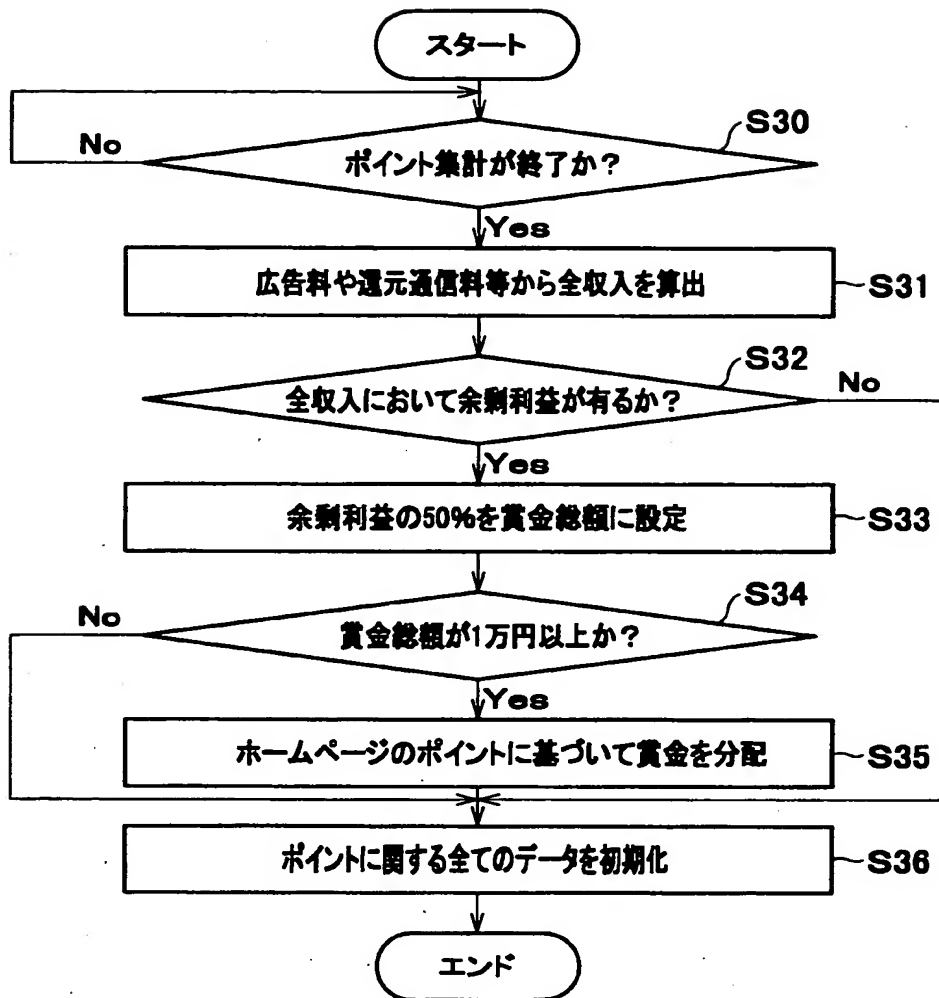 スタート
S30
No
ポイント集計が終了か？
Yes
広告料や還元通信料等から全収入を算出
S31
S32
全収入において余剰利益が有るか？
No
Yes
余剰利益の50%を賞金総額に設定
S33
S34
No
賞金総額が1万円以上か？
Yes
ホームページのポイントに基づいて賞金を分配
S35
ポイントに関する全てのデータを初期化
S36
エンド